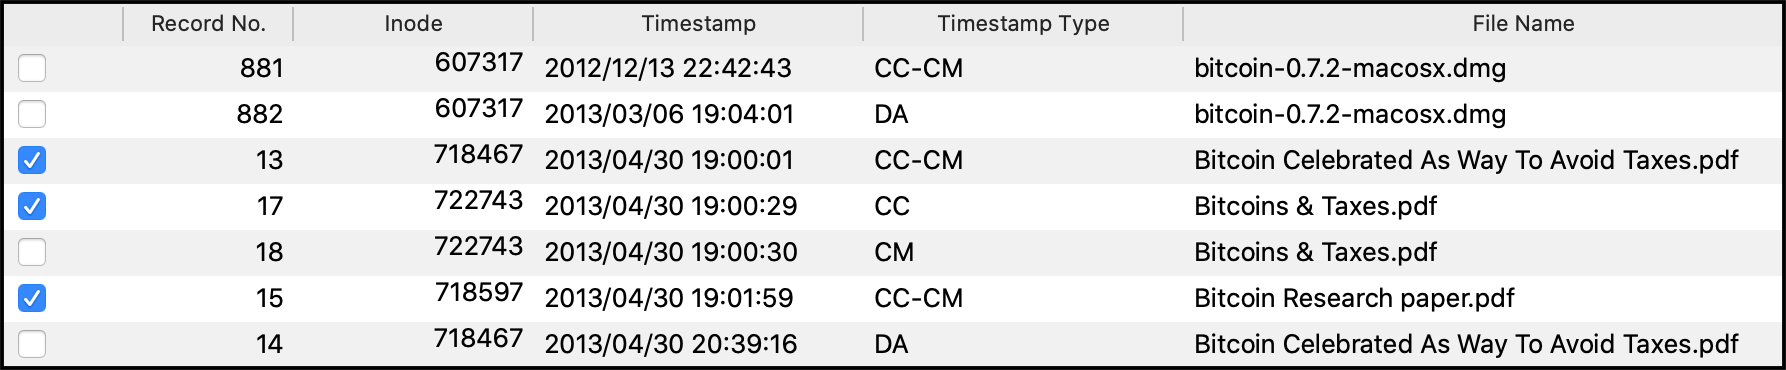 Record No. Inode Timestamp Timestamp Type File Name
881 607317 2012/12/13 22:42:43 CC-CM bitcoin-0.7.2-macosx.dmg
882 607317 2013/03/06 19:04:01 DA bitcoin-0.7.2-macosx.dmg
13 718467 2013/04/30 19:00:01 CC-CM Bitcoin Celebrated As Way To Avoid Taxes.pdf
17 722743 2013/04/30 19:00:29 CC Bitcoins & Taxes.pdf
18 722743 2013/04/30 19:00:30 CM Bitcoins & Taxes.pdf
15 718597 2013/04/30 19:01:59 CC-CM Bitcoin Research paper.pdf
14 718467 2013/04/30 20:39:16 DA Bitcoin Celebrated As Way To Avoid Taxes.pdf